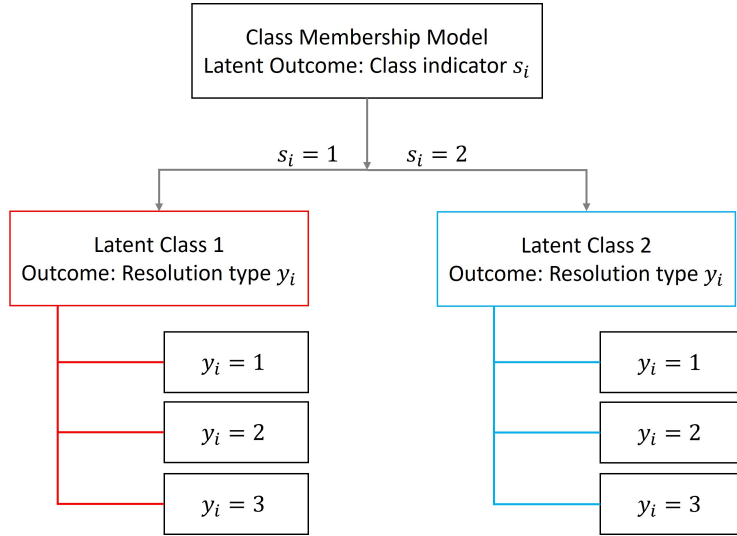 Class Membership Model
Latent Outcome: Class indicator 𝑠ᵢ
𝑠ᵢ = 1
𝑠ᵢ = 2
Latent Class 1
Outcome: Resolution type 𝑦ᵢ
Latent Class 2
Outcome: Resolution type 𝑦ᵢ
𝑦ᵢ = 1
𝑦ᵢ = 2
𝑦ᵢ = 3
𝑦ᵢ = 1
𝑦ᵢ = 2
𝑦ᵢ = 3